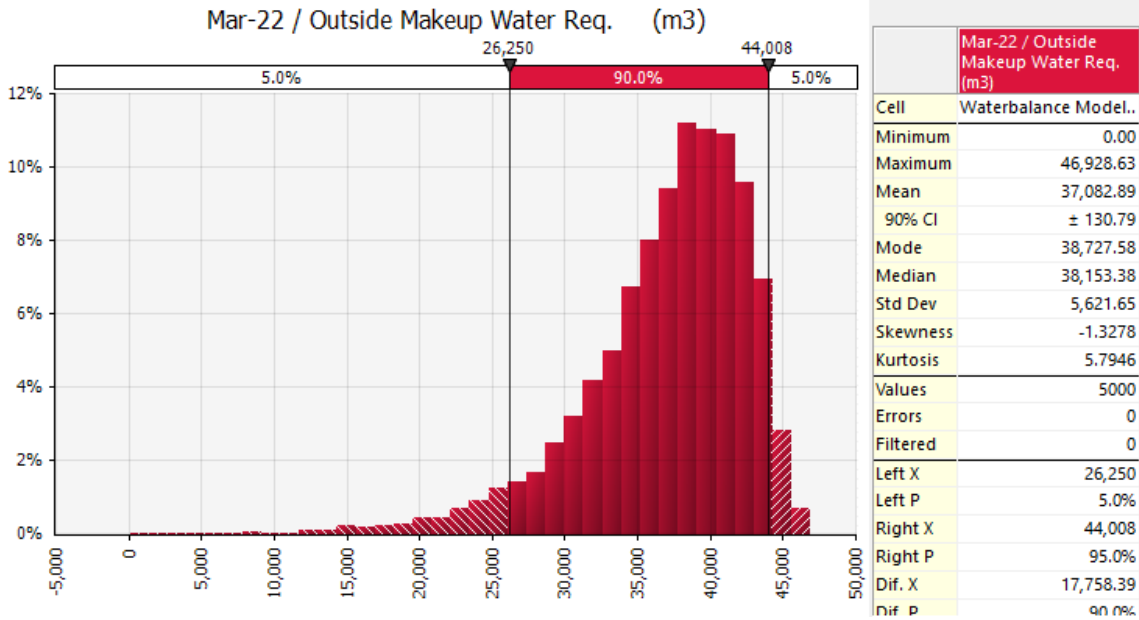 Mar-22 / Outside Makeup Water Req. (m3)
26,250 44,008
5.0% 90.0% 5.0%
12%
10%
8%
6%
4%
2%
0%
-5,000 0 5,000 10,000 15,000 20,000 25,000 30,000 35,000 40,000 45,000 50,000
Mar-22 / Outside
Makeup Water Req.
(m3)
Cell Waterbalance Model..
Minimum 0.00
Maximum 46,928.63
Mean 37,082.89
90% CI ± 130.79
Mode 38,727.58
Median 38,153.38
Std Dev 5,621.65
Skewness -1.3278
Kurtosis 5.7946
Values 5000
Errors 0
Filtered 0
Left X 26,250
Left P 5.0%
Right X 44,008
Right P 95.0%
Dif. X 17,758.39
Dif. P 90.0%